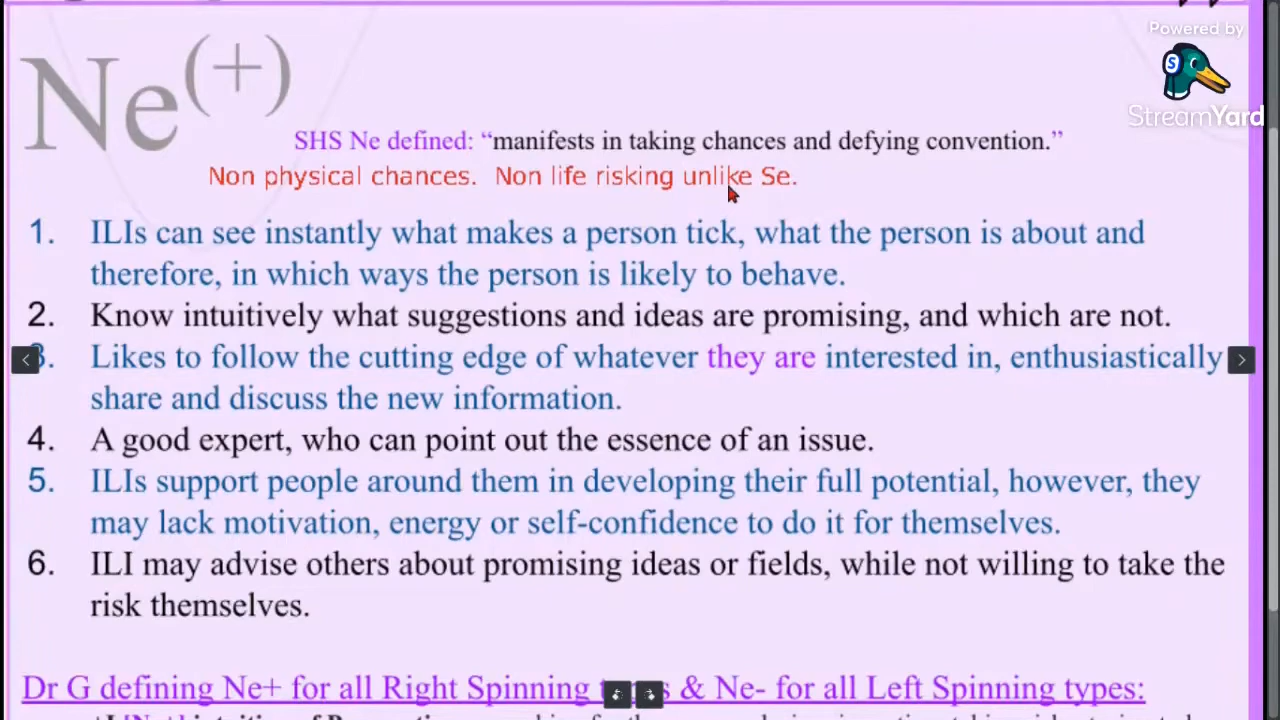 Powered by
StreamYard
Ne(+)
SHS Ne defined: “manifests in taking chances and defying convention.”
Non physical chances.  Non life risking unlike Se.
1. ILIs can see instantly what makes a person tick, what the person is about and
therefore, in which ways the person is likely to behave.
2. Know intuitively what suggestions and ideas are promising, and which are not.
3. Likes to follow the cutting edge of whatever they are interested in, enthusiastically
share and discuss the new information.
4. A good expert, who can point out the essence of an issue.
5. ILIs support people around them in developing their full potential, however, they
may lack motivation, energy or self-confidence to do it for themselves.
6. ILI may advise others about promising ideas or fields, while not willing to take the
risk themselves.
Dr G defining Ne+ for all Right Spinning & Ne- for all Left Spinning types: